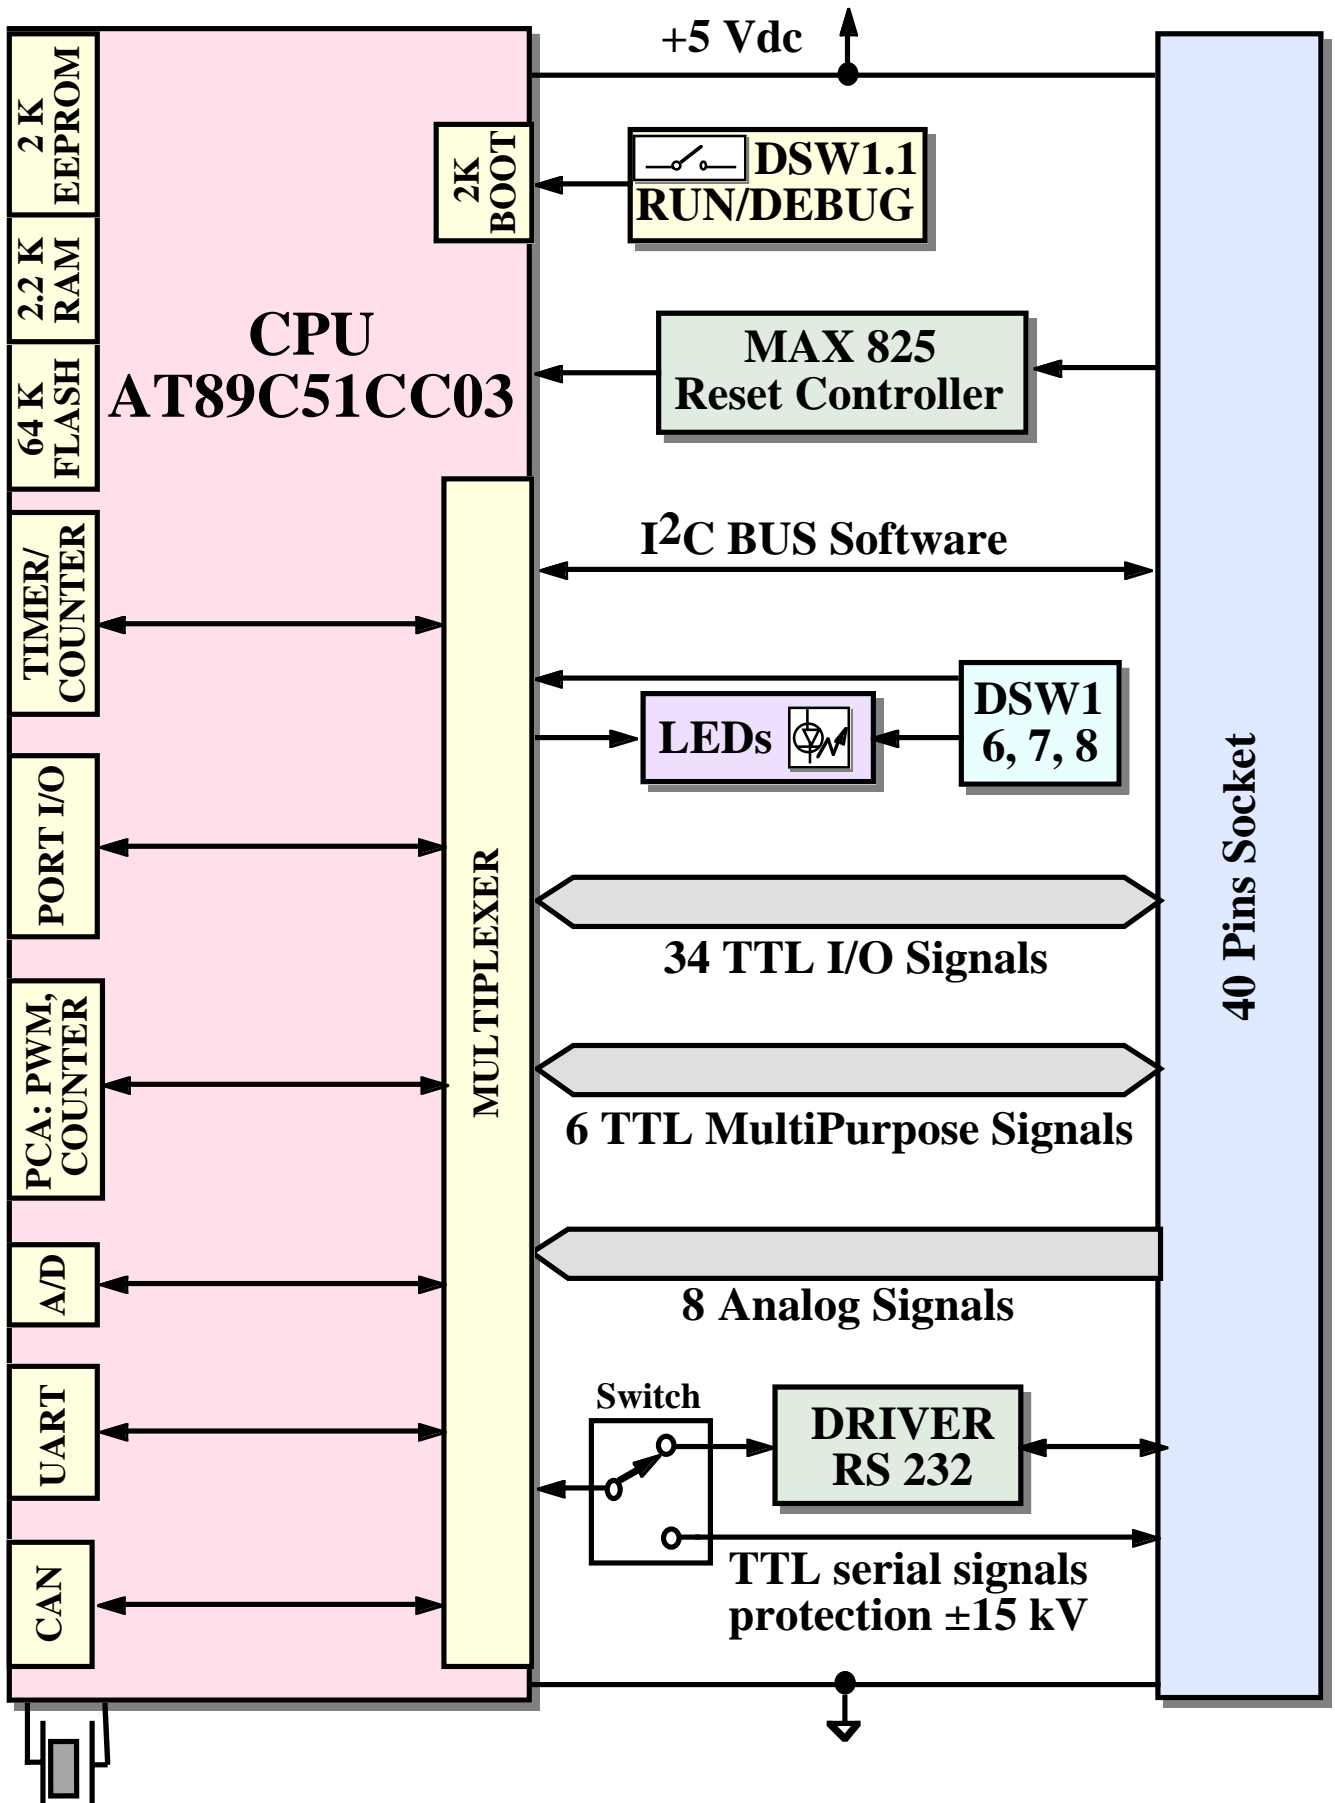 +5 Vdc
2 K
EEPROM
2.2 K
RAM
64 K
FLASH
CPU
AT89C51CC03
2K
BOOT
DSW1.1
RUN/DEBUG
MAX 825
Reset Controller
I2C BUS Software
TIMER/
COUNTER
LEDs
DSW1
6, 7, 8
PORT I/O
MULTIPLEXER
40 Pins Socket
34 TTL I/O Signals
PCA: PWM,
COUNTER
6 TTL MultiPurpose Signals
A/D
8 Analog Signals
UART
Switch
DRIVER
RS 232
CAN
TTL serial signals
protection ±15 kV